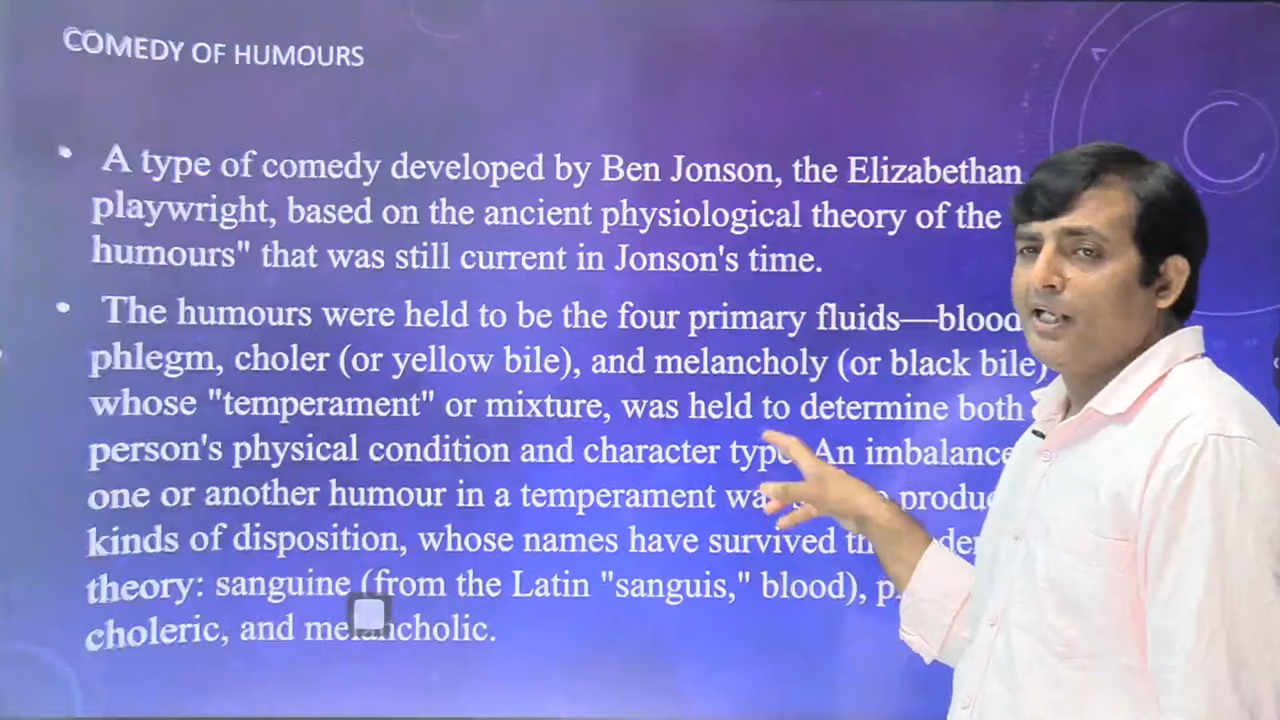 COMEDY OF HUMOURS
• A type of comedy developed by Ben Jonson, the Elizabethan
playwright, based on the ancient physiological theory of the
humours" that was still current in Jonson's time.
• The humours were held to be the four primary fluids—blood
phlegm, choler (or yellow bile), and melancholy (or black bile)
whose "temperament" or mixture, was held to determine both
person's physical condition and character type. An imbalance
one or another humour in a temperament
kinds of disposition, whose names have survived
theory: sanguine (from the Latin "sanguis," blood),
choleric, and melancholic.